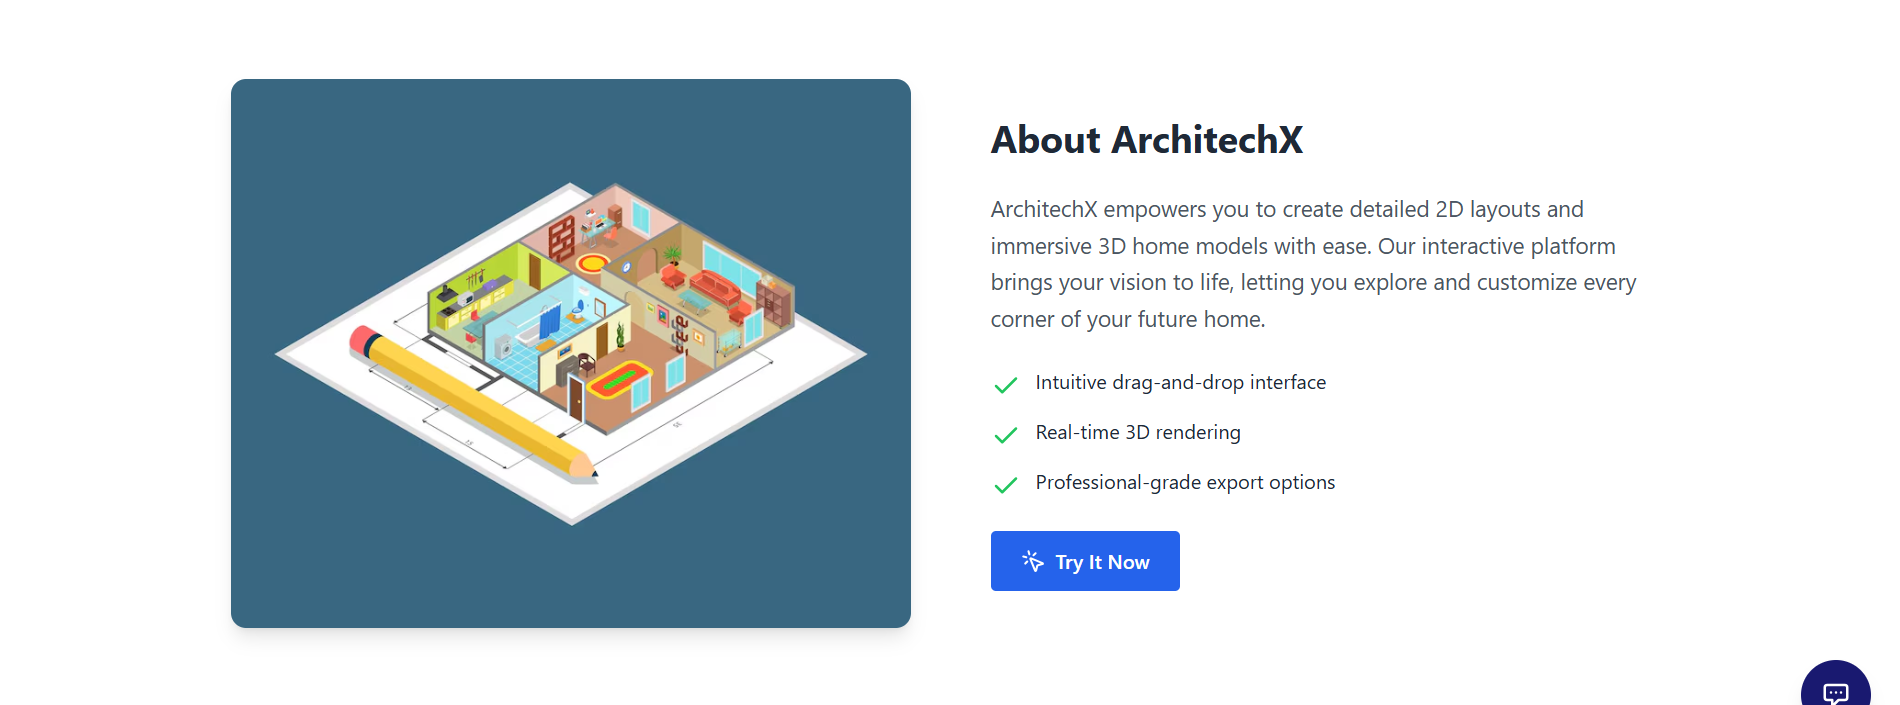 About ArchitechX
ArchitechX empowers you to create detailed 2D layouts and
immersive 3D home models with ease. Our interactive platform
brings your vision to life, letting you explore and customize every
corner of your future home.
Intuitive drag-and-drop interface
Real-time 3D rendering
Professional-grade export options
Try It Now